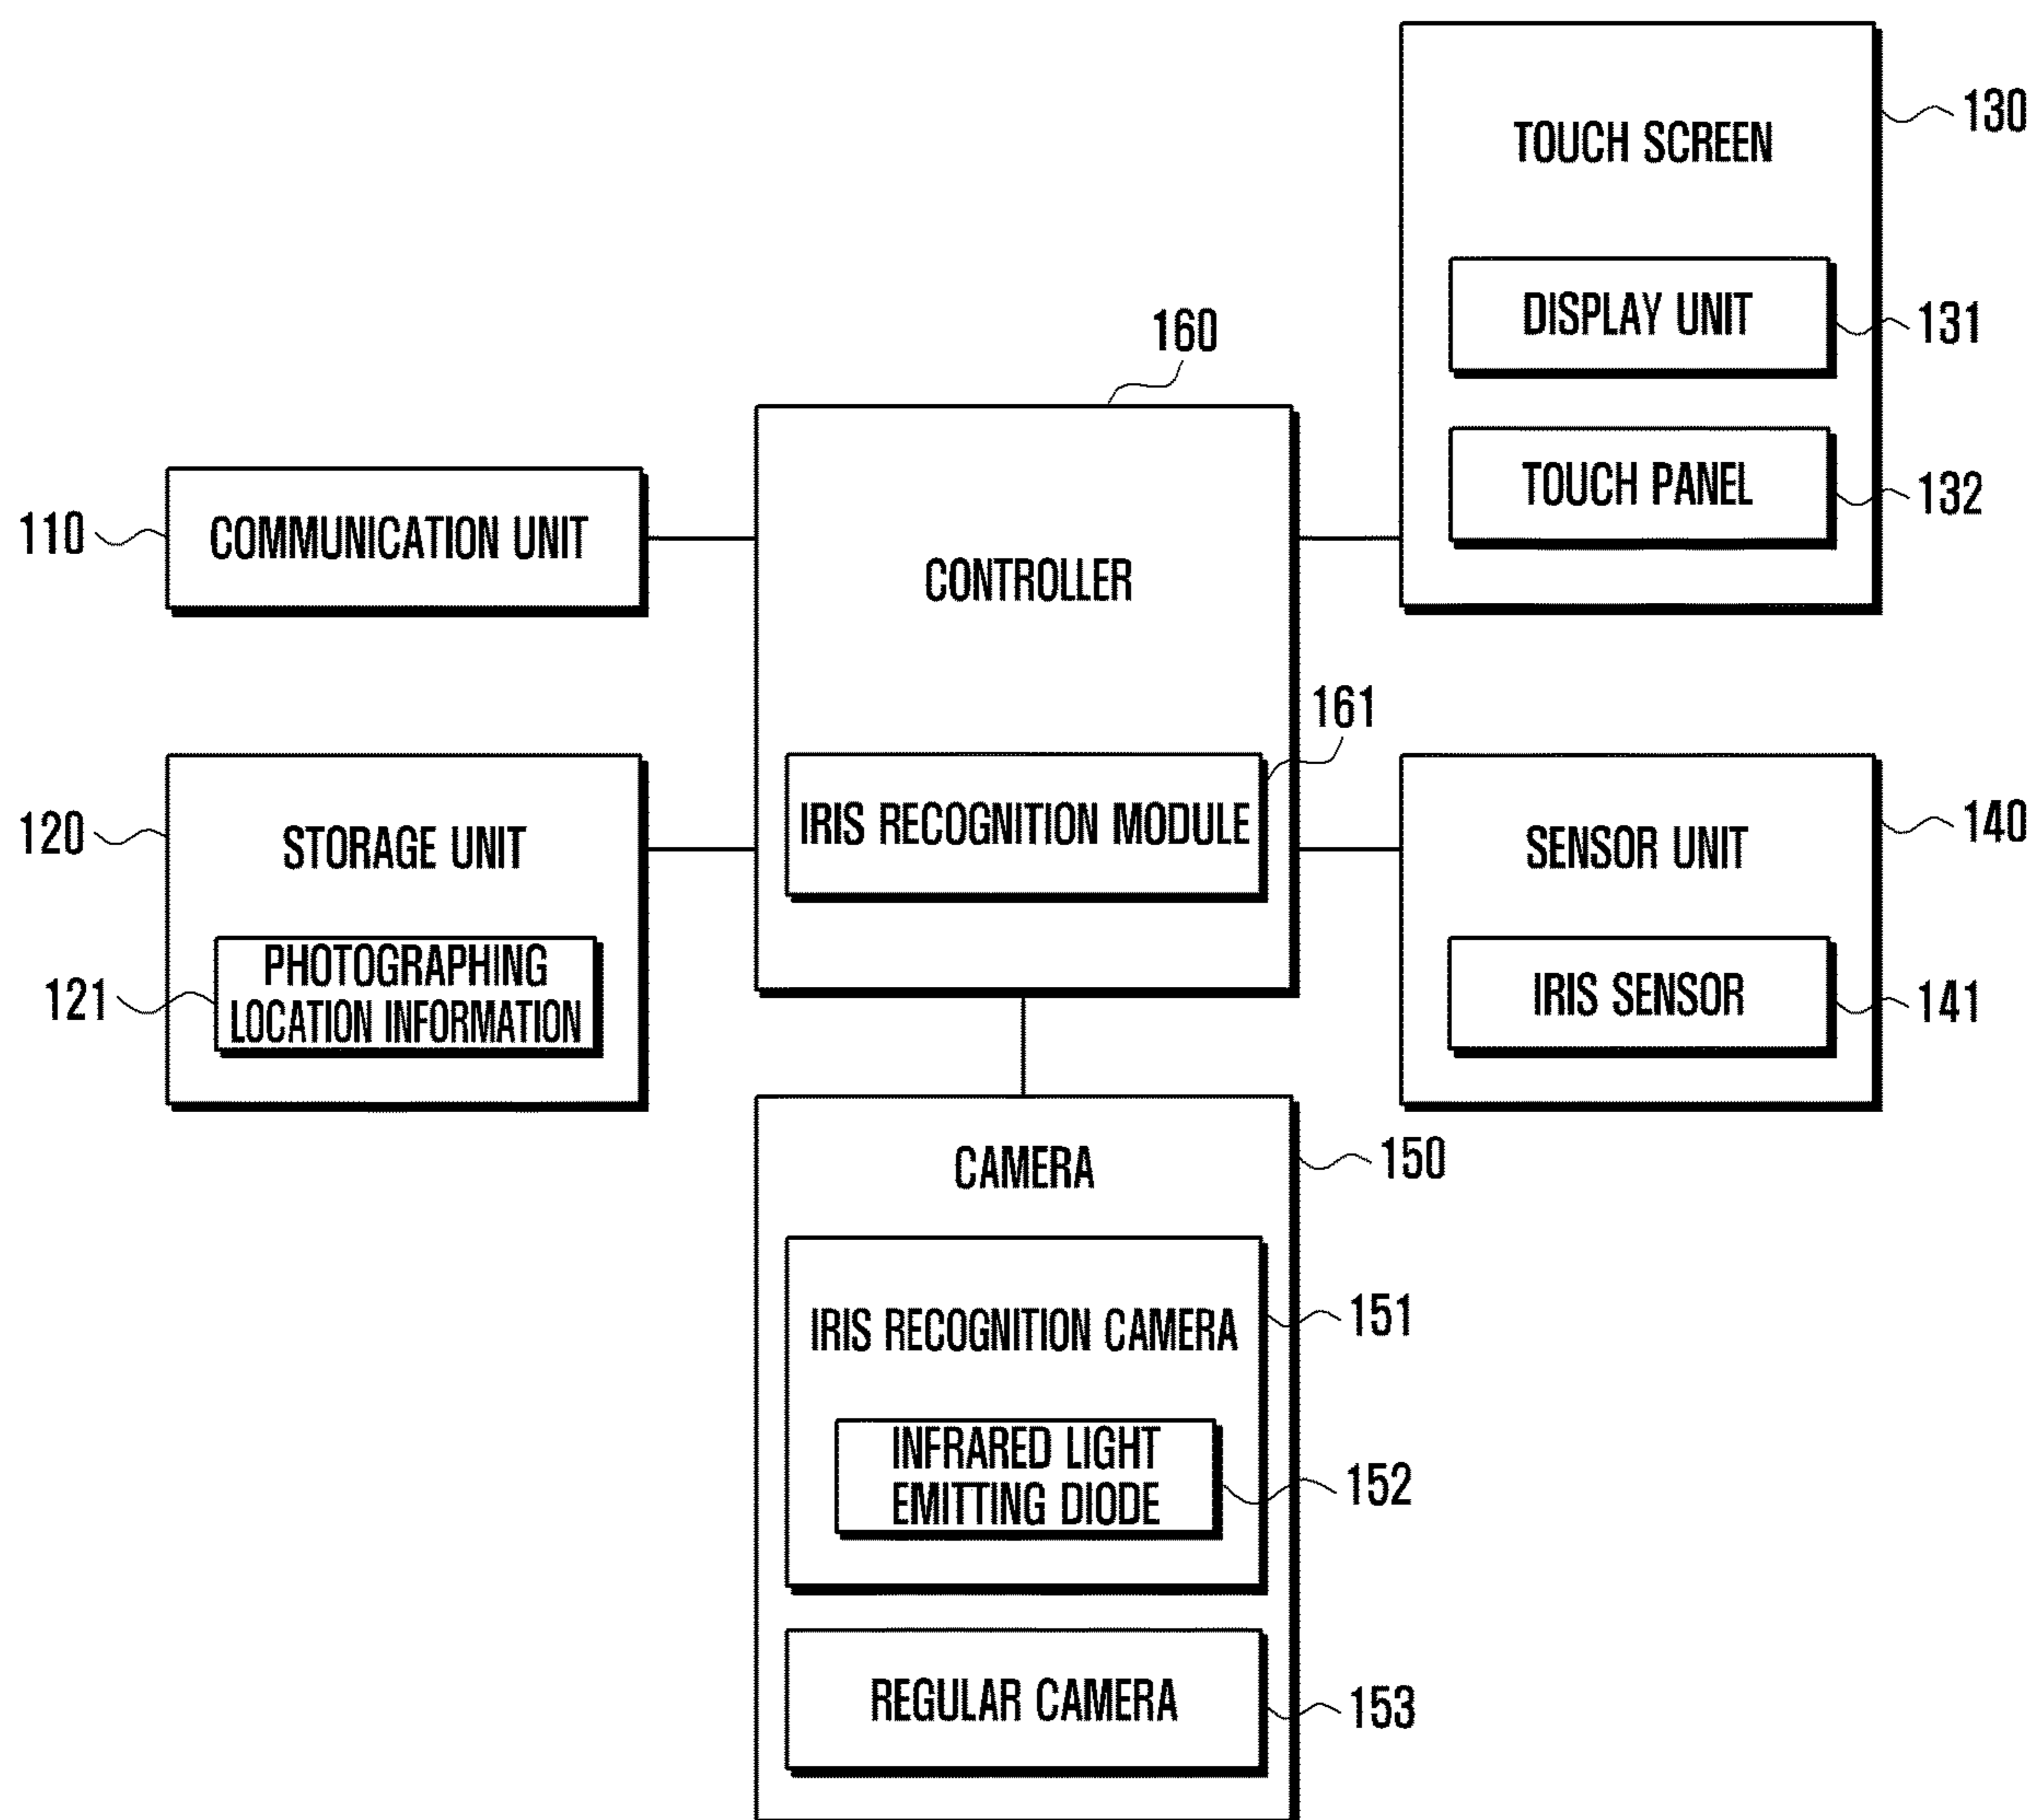 TOUCH SCREEN
130
DISPLAY UNIT
131
TOUCH PANEL
132
160
CONTROLLER
IRIS RECOGNITION MODULE
161
110
COMMUNICATION UNIT
120
STORAGE UNIT
121
PHOTOGRAPHING
LOCATION INFORMATION
SENSOR UNIT
140
IRIS SENSOR
141
CAMERA
150
IRIS RECOGNITION CAMERA
151
INFRARED LIGHT
EMITTING DIODE
152
REGULAR CAMERA
153